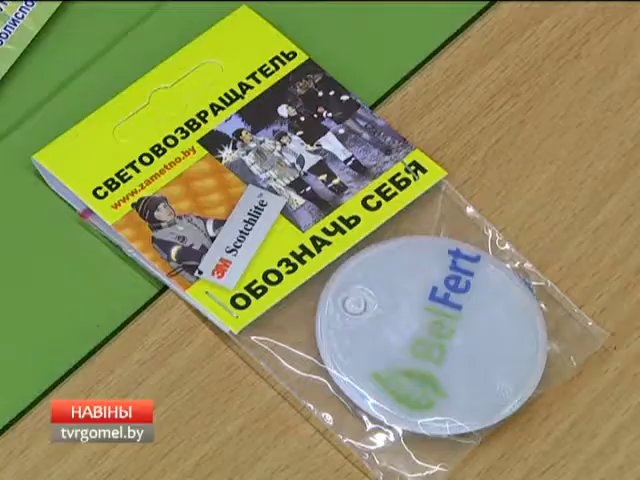 СВЕТОВОЗВРАЩАТЕЛЬ
www.zametno.by
3M Scotchlite
ОБОЗНАЧЬ СЕБЯ
BelFert
НАВІНЫ
tvrgomel.by